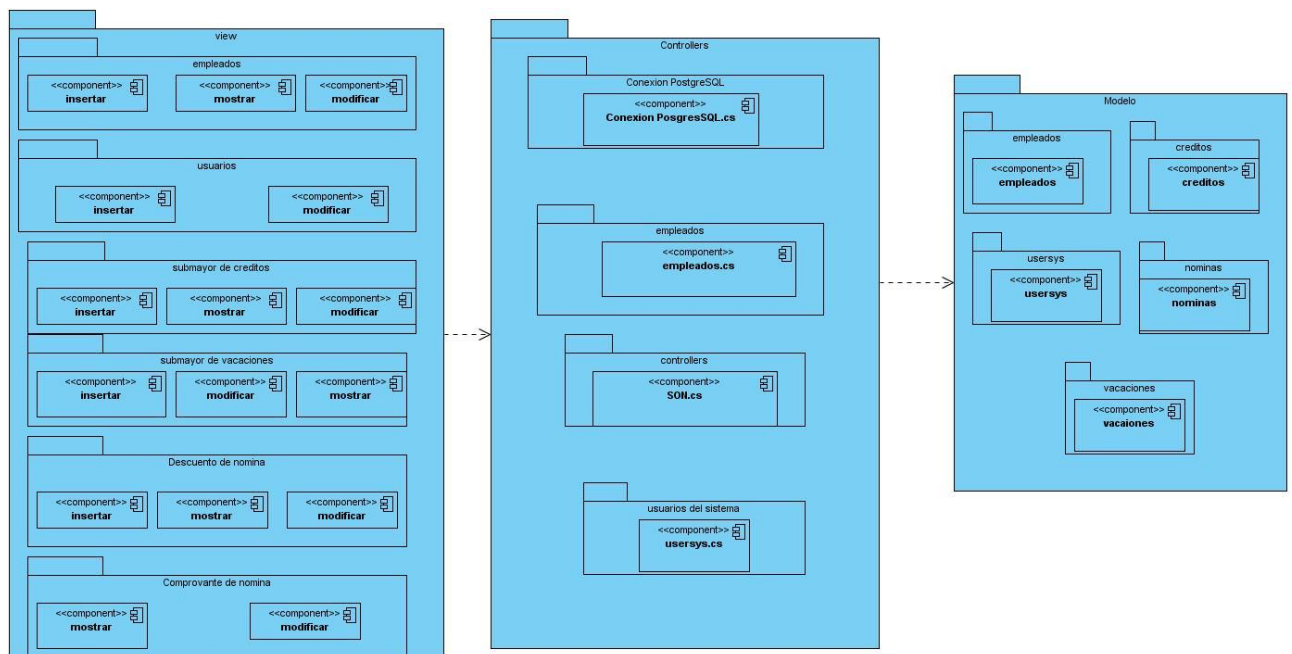 view
empleados
<<component>>
insertar
<<component>>
mostrar
<<component>>
modificar
usuarios
<<component>>
insertar
<<component>>
modificar
submayor de creditos
<<component>>
insertar
<<component>>
mostrar
<<component>>
modificar
submayor de vacaciones
<<component>>
insertar
<<component>>
modificar
<<component>>
mostrar
Descuento de nomina
<<component>>
insertar
<<component>>
mostrar
<<component>>
modificar
Comprovante de nomina
<<component>>
mostrar
<<component>>
modificar
Controllers
Conexion PostgreSQL
<<component>>
Conexion PosgresSQL.cs
empleados
<<component>>
empleados.cs
controllers
<<component>>
SON.cs
usuarios del sistema
<<component>>
usersys.cs
Modelo
empleados
<<component>>
empleados
creditos
<<component>>
creditos
usersys
<<component>>
usersys
nominas
<<component>>
nominas
vacaciones
<<component>>
vacaiones